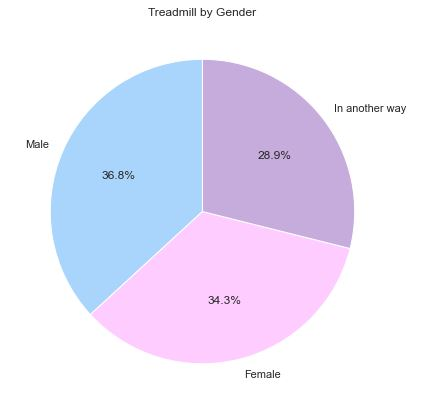 Treadmill by Gender
In another way
Male
28.9%
36.8%
34.3%
Female